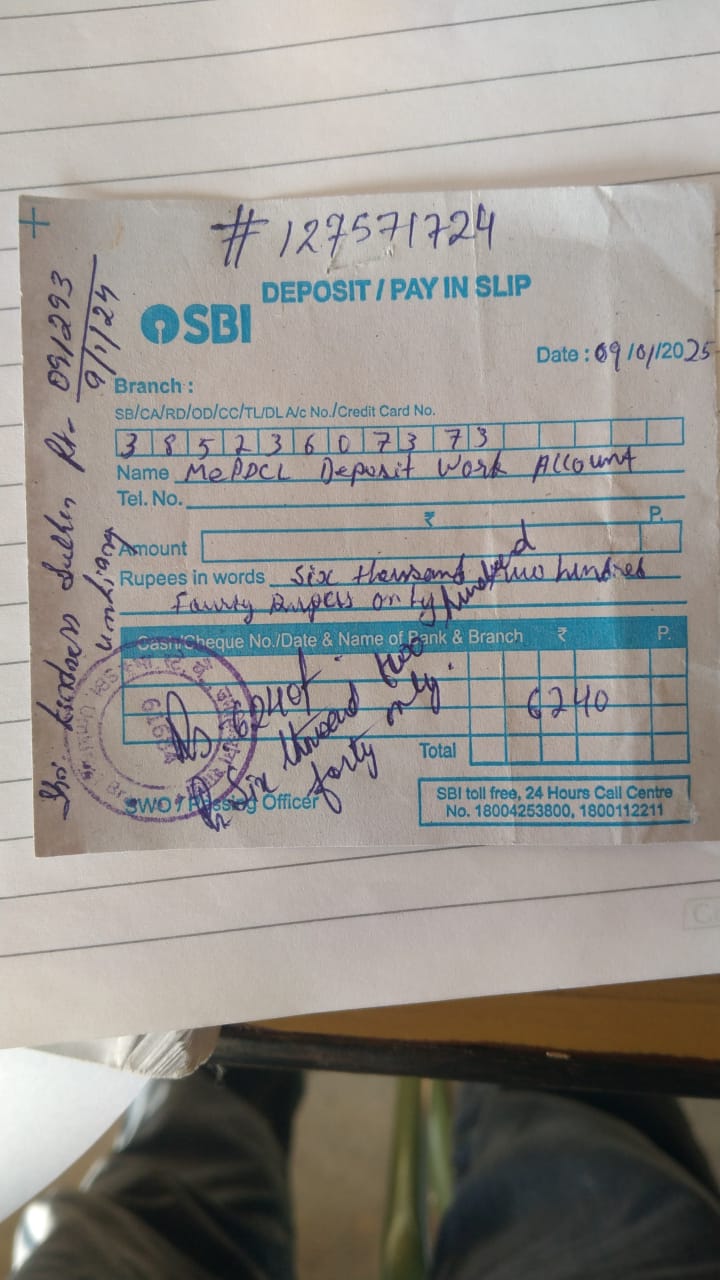 # 127571724
DEPOSIT / PAY IN SLIP
SBI
Date : 09/01/2025
Branch :
SB/CA/RD/OD/CC/TL/DL A/c No./Credit Card No.
3 8 5 2 3 6 0 7 3 7 3
Name MePDCL Deposit Work Account
Tel. No.
₹ P.
Amount
Rupees in words Six thousand two hundred
Fourty Rupees only
Cash/Cheque No./Date & Name of Bank & Branch ₹ P.
6240
Total
Rs 6240/-
Six thousand two hundred
forty only.
SWO / Passing Officer
SBI toll free, 24 Hours Call Centre
No. 18004253800, 1800112211
Shri
Umliang
09/293
9/1/24